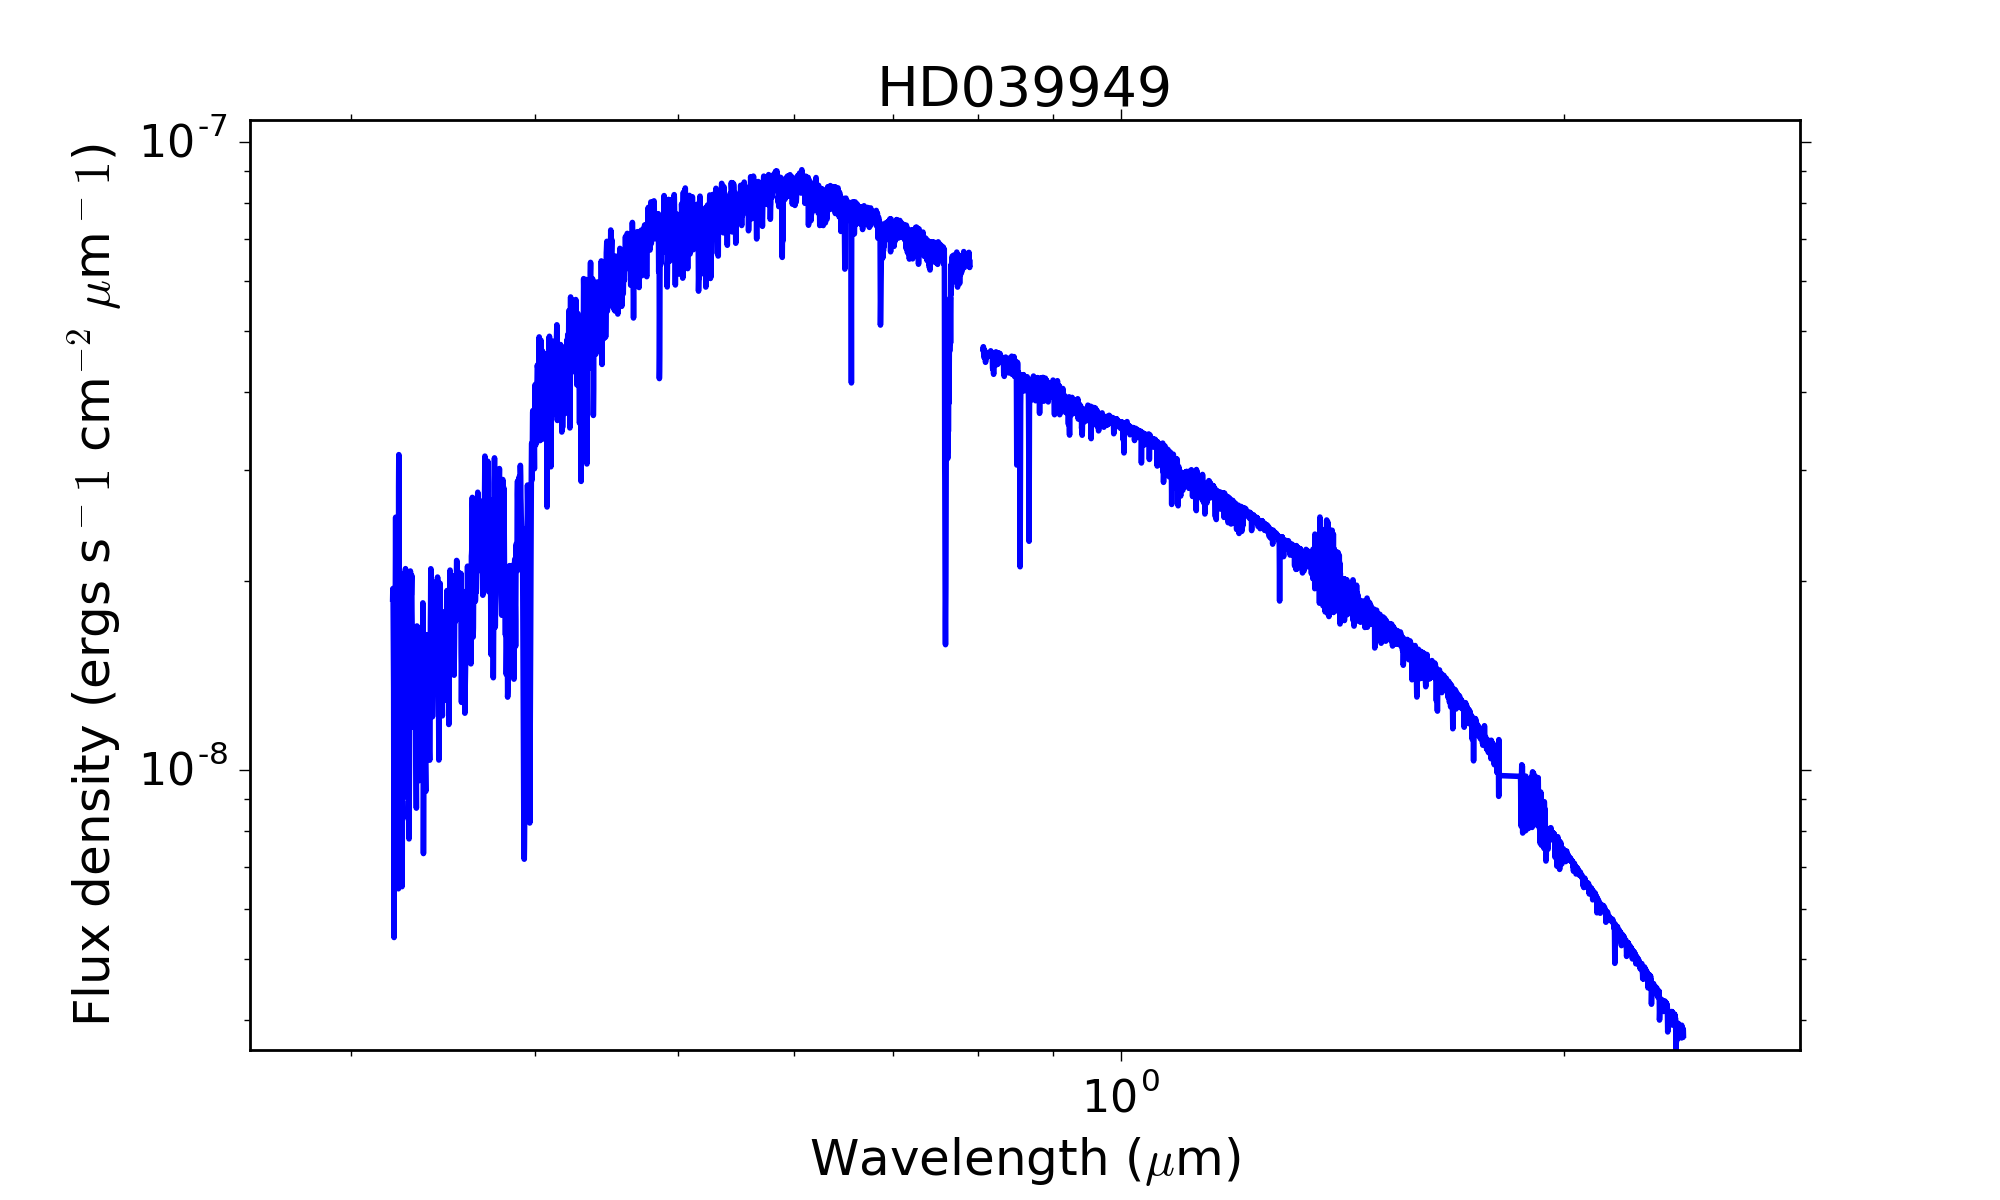 HD039949
10^-7
10^-8
Flux density (ergs s − 1 cm^−2 μm − 1)
10^0
Wavelength (μm)